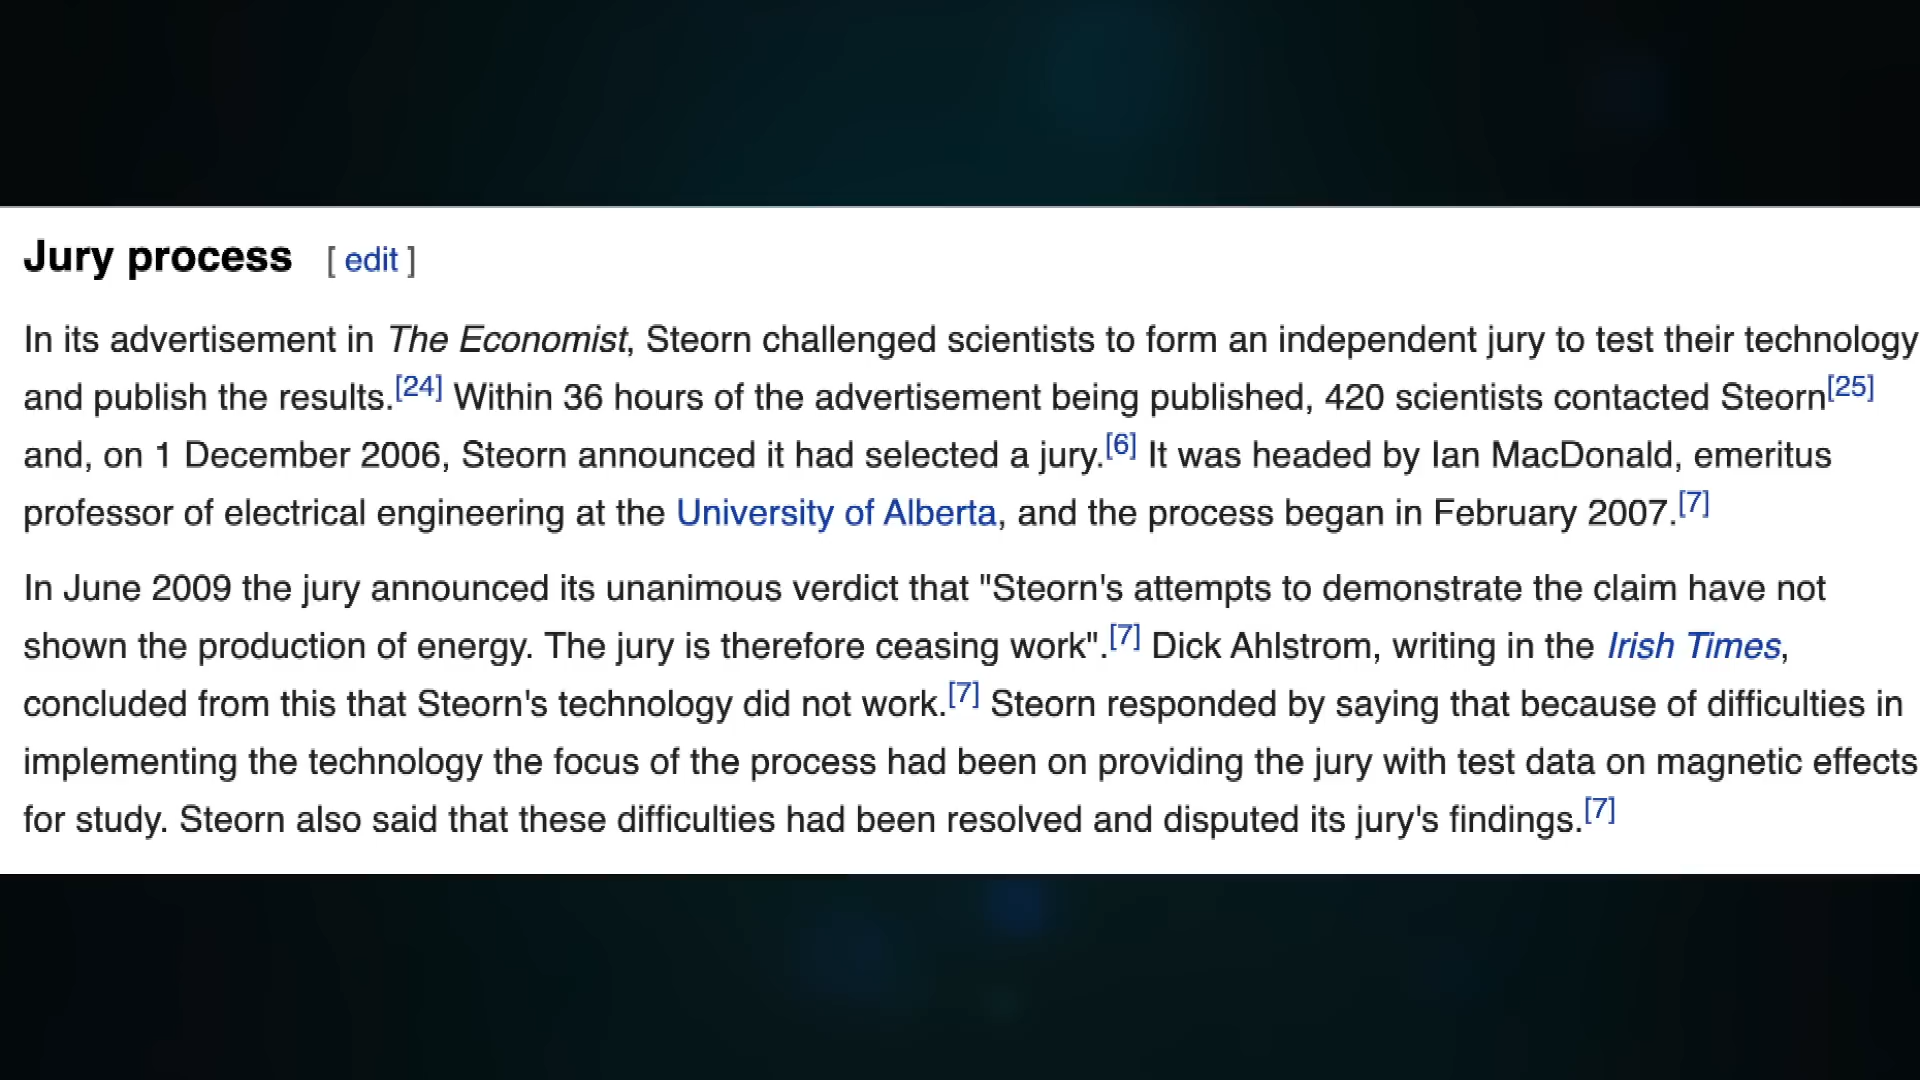 Jury process [ edit ]
In its advertisement in The Economist, Steorn challenged scientists to form an independent jury to test their technology
and publish the results.[24] Within 36 hours of the advertisement being published, 420 scientists contacted Steorn[25]
and, on 1 December 2006, Steorn announced it had selected a jury.[6] It was headed by Ian MacDonald, emeritus
professor of electrical engineering at the University of Alberta, and the process began in February 2007.[7]
In June 2009 the jury announced its unanimous verdict that "Steorn's attempts to demonstrate the claim have not
shown the production of energy. The jury is therefore ceasing work".[7] Dick Ahlstrom, writing in the Irish Times,
concluded from this that Steorn's technology did not work.[7] Steorn responded by saying that because of difficulties in
implementing the technology the focus of the process had been on providing the jury with test data on magnetic effects
for study. Steorn also said that these difficulties had been resolved and disputed its jury's findings.[7]